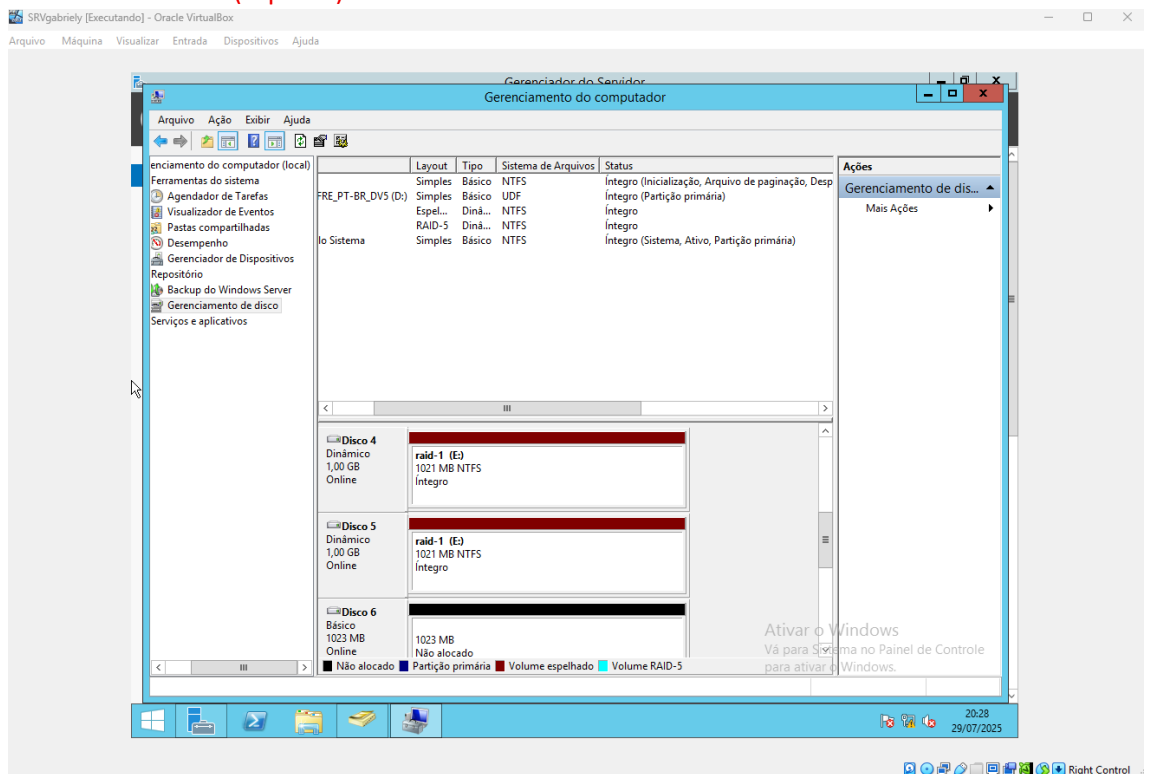 SRVgabriely [Executando] - Oracle VirtualBox
Arquivo Máquina Visualizar Entrada Dispositivos Ajuda
Gerenciador do Servidor
Gerenciamento do computador
Arquivo Ação Exibir Ajuda
enciamento do computador (local)
Ferramentas do sistema
Agendador de Tarefas
Visualizador de Eventos
Pastas compartilhadas
Desempenho
Gerenciador de Dispositivos
Repositório
Backup do Windows Server
Gerenciamento de disco
Serviços e aplicativos
Layout Tipo Sistema de Arquivos Status
Simples Básico NTFS Íntegro (Inicialização, Arquivo de paginação, Desp
FRE_PT-BR_DV5 (D:) Simples Básico UDF Íntegro (Partição primária)
Espel... Dinâ... NTFS Íntegro
RAID-5 Dinâ... NTFS Íntegro
lo Sistema Simples Básico NTFS Íntegro (Sistema, Ativo, Partição primária)
Ações
Gerenciamento de dis...
Mais Ações
Disco 4
Dinâmico
1,00 GB
Online
raid-1 (E:)
1021 MB NTFS
Íntegro
Disco 5
Dinâmico
1,00 GB
Online
raid-1 (E:)
1021 MB NTFS
Íntegro
Disco 6
Básico
1023 MB
Online
1023 MB
Não alocado
Não alocado Partição primária Volume espelhado Volume RAID-5
Ativar o Windows
Vá para Sistema no Painel de Controle
para ativar o Windows.
20:28
29/07/2025
Right Control